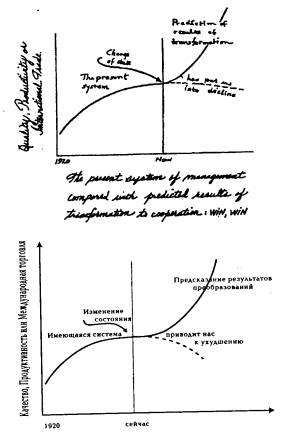 Prediction of
results of
transformation
Change
of state
The present
system
has put us
into decline
Quality, Productivity or
International Trade.
1920
Now
The present system of management
compared with predicted results of
transformation to cooperation: WIN, WIN
Предсказание результатов
преобразований
Изменение
состояния
Имеющаяся система
приводит нас
к ухудшению
Качество, Продуктивность или Международная торговля
1920
сейчас